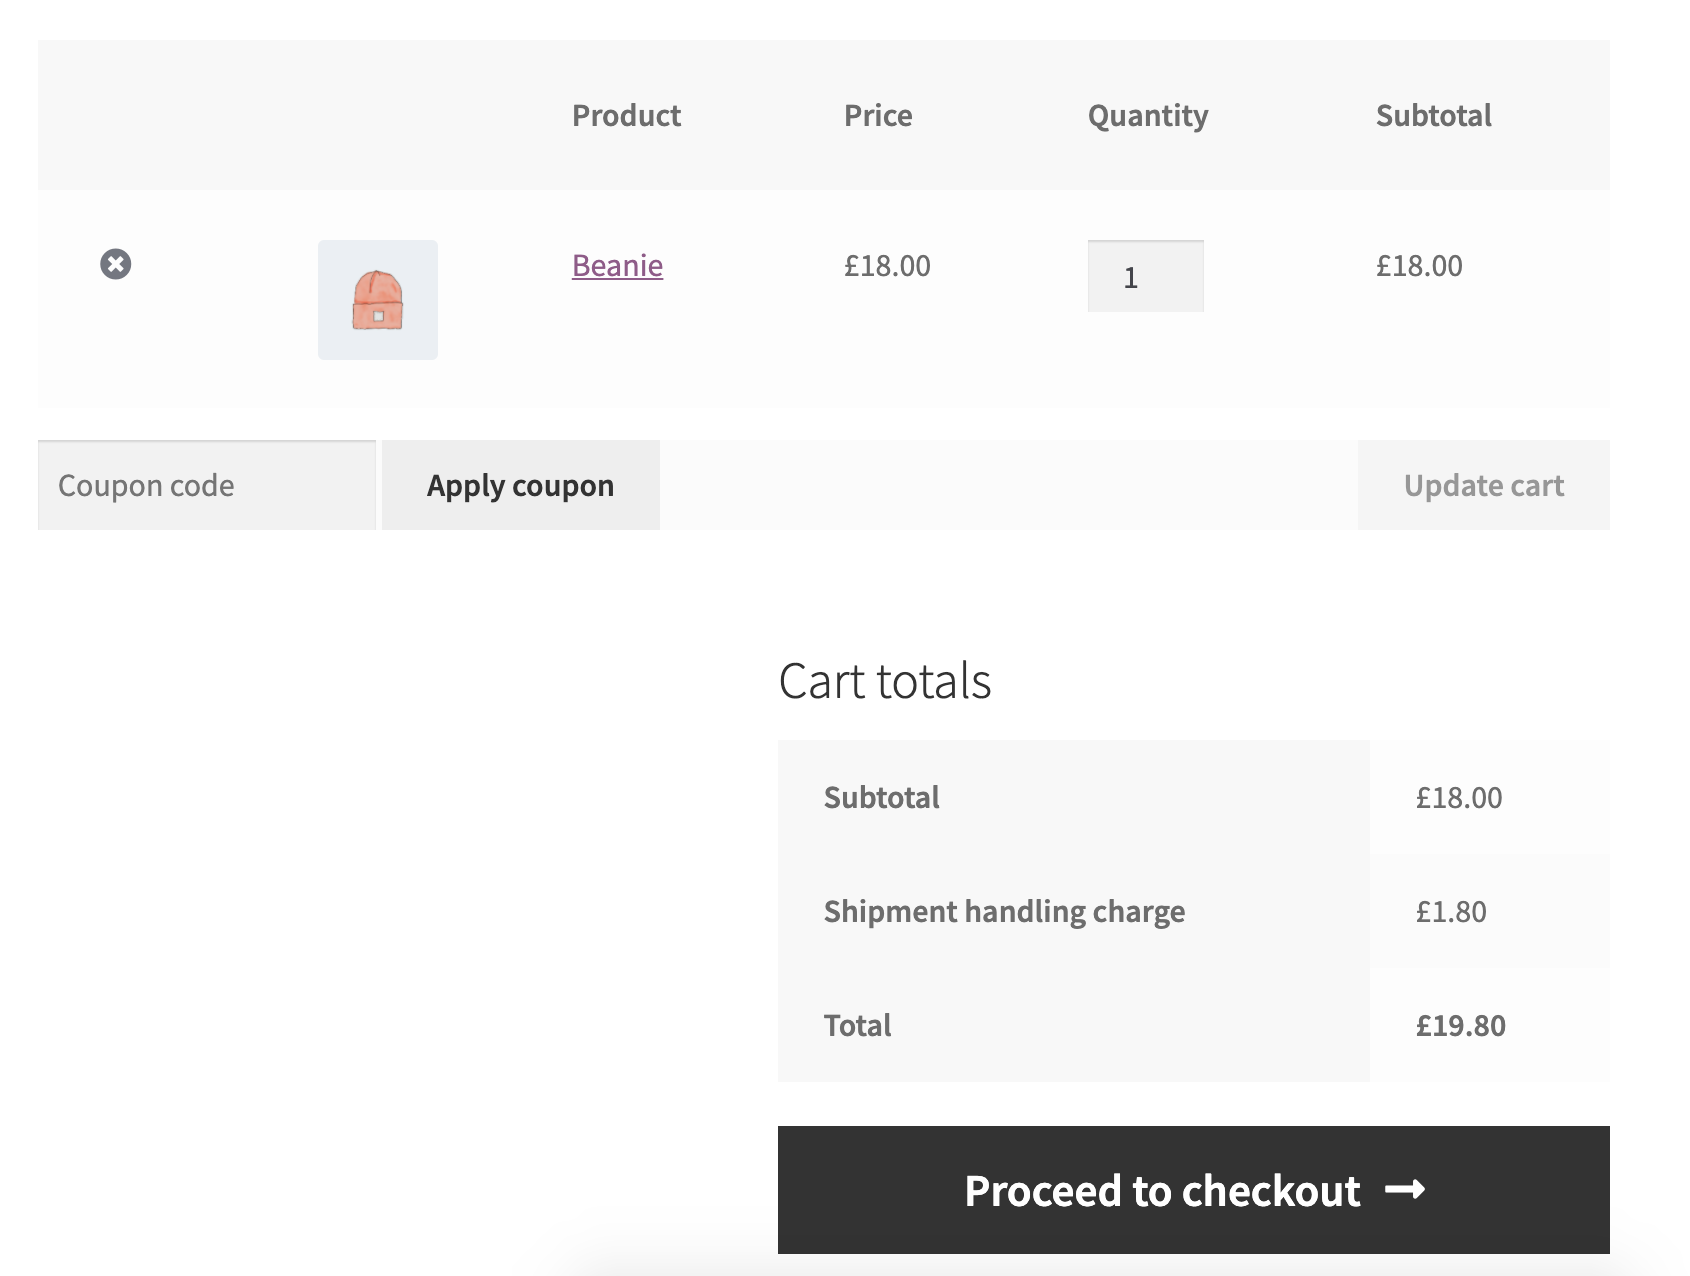 Product Price Quantity Subtotal
Beanie £18.00 1 £18.00
Coupon code Apply coupon Update cart
Cart totals
Subtotal £18.00
Shipment handling charge £1.80
Total £19.80
Proceed to checkout →